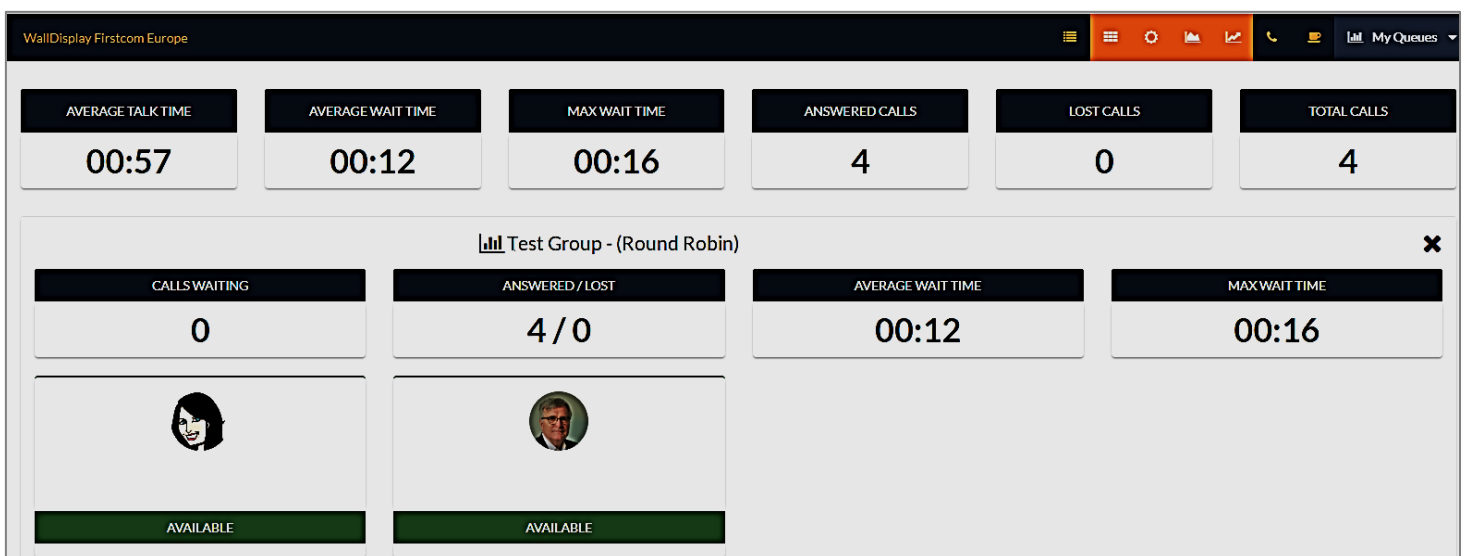 WallDisplay Firstcom Europe
My Queues
AVERAGE TALK TIME
AVERAGE WAIT TIME
MAX WAIT TIME
ANSWERED CALLS
LOST CALLS
TOTAL CALLS
00:57
00:12
00:16
4
0
4
Test Group - (Round Robin)
CALLS WAITING
ANSWERED / LOST
AVERAGE WAIT TIME
MAX WAIT TIME
0
4 / 0
00:12
00:16
AVAILABLE
AVAILABLE